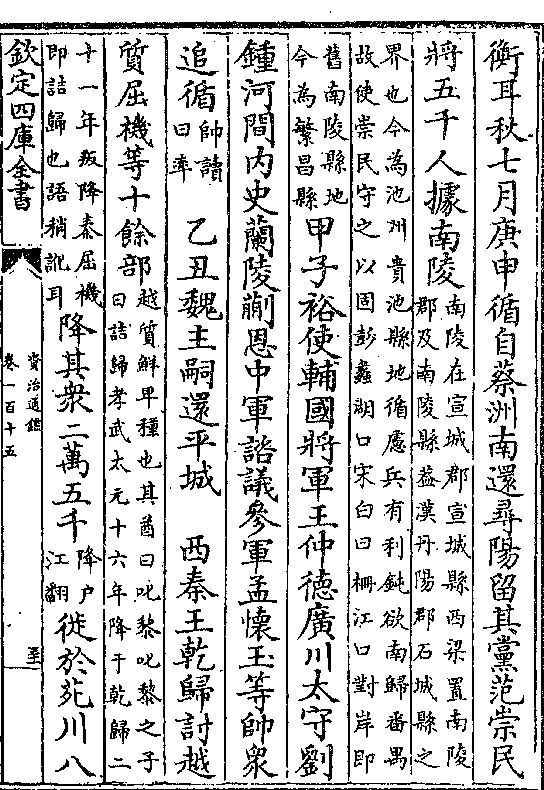 衡耳秋七月庚申循自蔡洲南還尋陽留其黨范崇民
將五千人據南陵
南陵在宣城郡宣城縣西梁置南陵
郡及南陵縣葢漢丹陽郡石城縣之
界也今為池州貴池縣地循慮兵有利鈍欲南歸番禺
故使崇民守之以固彭蠡湖口宋白曰柵江口對岸即
舊南陵縣地
今為繁昌縣
甲子裕使輔國將軍王仲德廣川太守劉
鍾河間内史蘭陵蒯恩中軍諮議參軍孟懷玉等帥衆
追循
帥讀
曰率
乙丑魏主嗣還平城　西秦王乾歸討越
質屈機等十餘部
越質鮮卑種也其酋曰叱黎叱黎之子
曰詰歸孝武太元十六年降于乾歸二
十一年叛降秦屈機
即詰歸也語稍訛耳
降其衆二萬五千
降户
江翻
徙於苑川八
欽定四庫全書
資治通鑑
卷一百十五
至